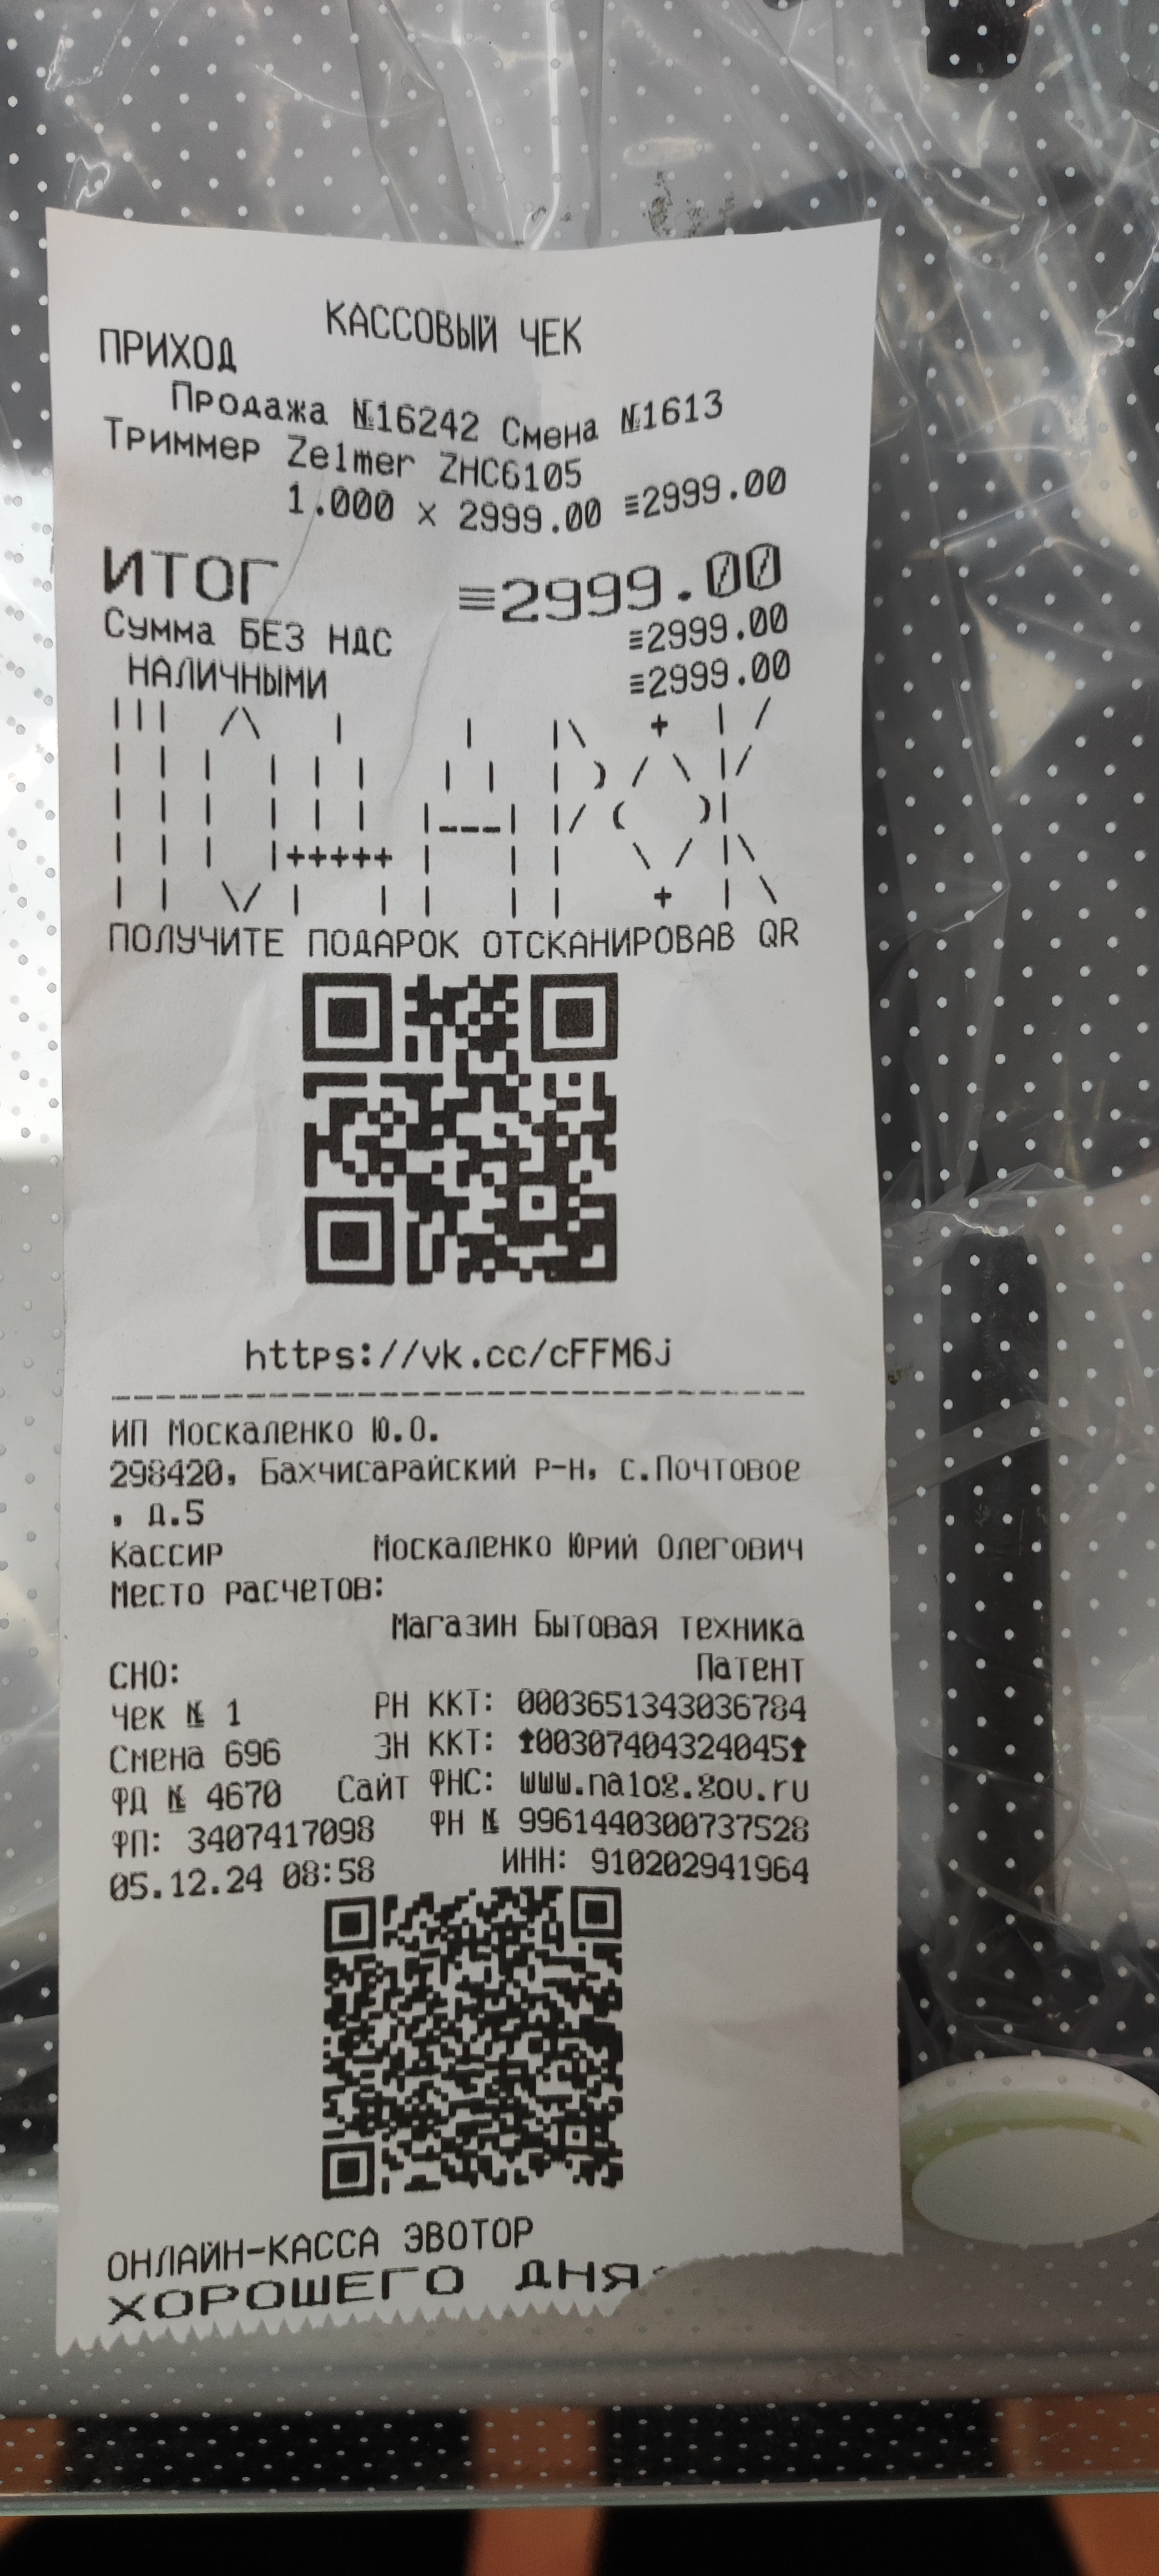 КАССОВЫЙ ЧЕК
ПРИХОД
Продажа №16242 Смена №1613
Триммер Zelmer ZHC6105
1.000 x 2999.00 ≡2999.00
ИТОГ ≡2999.00
Сумма БЕЗ НДС ≡2999.00
НАЛИЧНЫМИ ≡2999.00
ПОЛУЧИТЕ ПОДАРОК ОТСКАНИРОВАВ QR
https://vk.cc/cFFM6j
ИП Москаленко Ю.О.
298420, Бахчисарайский р-н, с.Почтовое
, д.5
Кассир Москаленко Юрий Олегович
Место расчетов:
Магазин Бытовая техника
СНО: Патент
Чек № 1 РН ККТ: 0003651343036784
Смена 696 ЗН ККТ: 00307404324045
ФД № 4670 Сайт ФНС: www.nalog.gov.ru
ФП: 3407417098 ФН № 9961440300737528
05.12.24 08:58 ИНН: 910202941964
ОНЛАЙН-КАССА ЭВОТОР
ХОРОШЕГО ДНЯ